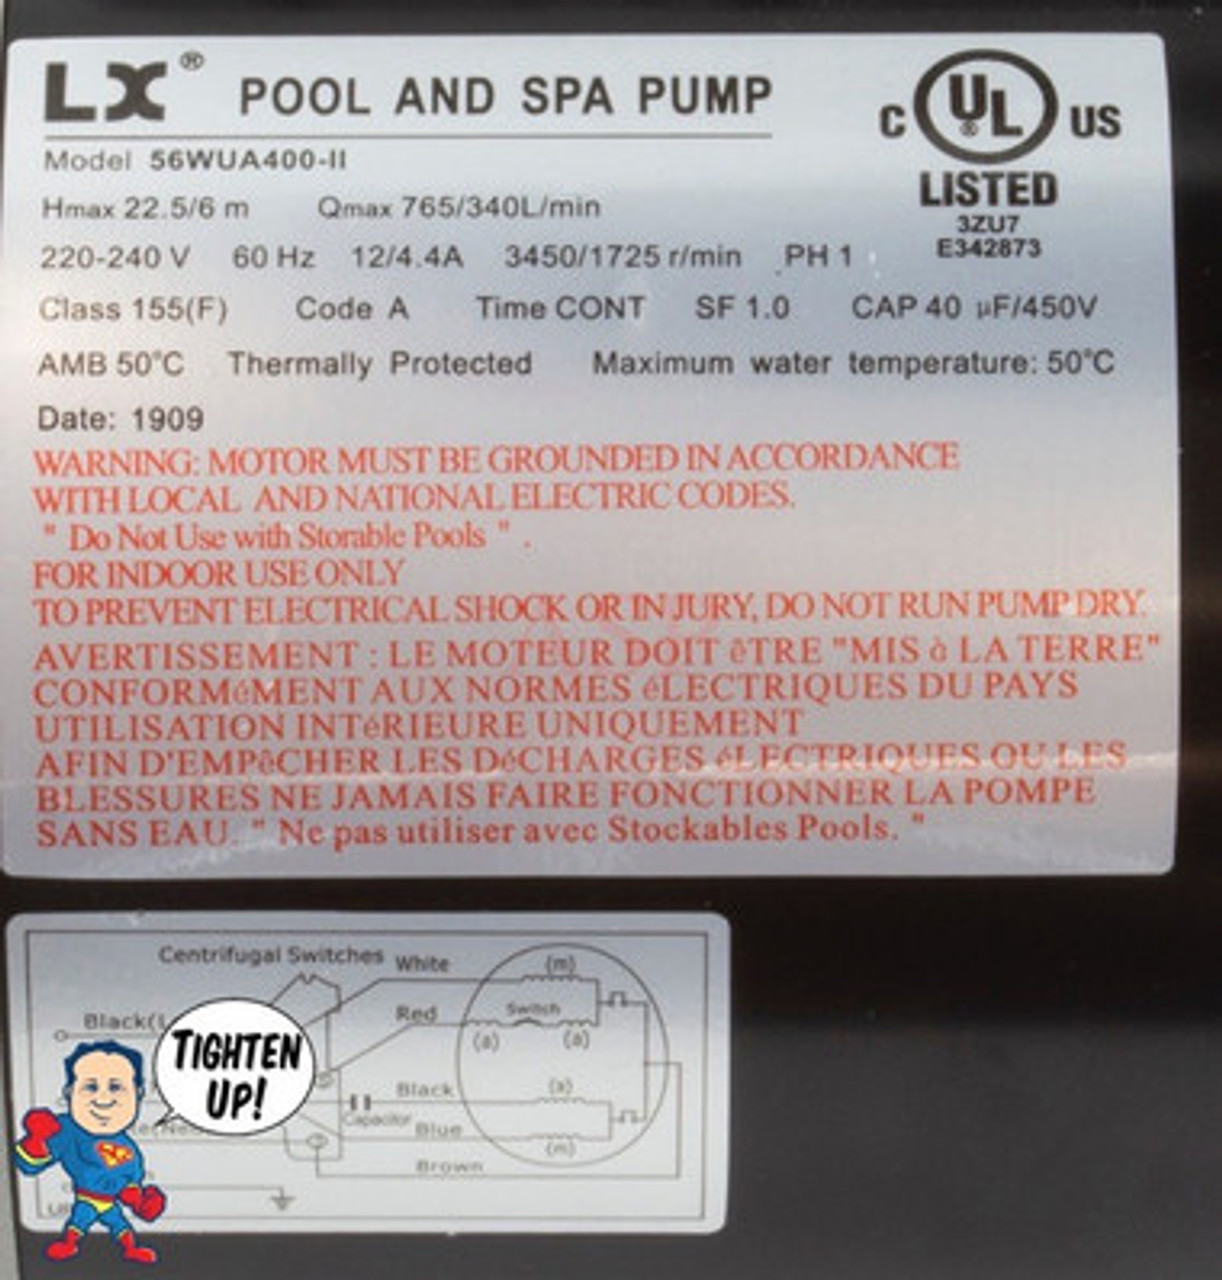 LX® POOL AND SPA PUMP
Model 56WUA400-II
Hmax 22.5/6 m Qmax 765/340L/min
220-240 V 60 Hz 12/4.4A 3450/1725 r/min PH 1
Class 155(F) Code A Time CONT SF 1.0 CAP 40 µF/450V
AMB 50°C Thermally Protected Maximum water temperature: 50°C
Date: 1909
C UL® US
LISTED
3ZU7
E342873
WARNING: MOTOR MUST BE GROUNDED IN ACCORDANCE
WITH LOCAL AND NATIONAL ELECTRIC CODES.
" Do Not Use with Storable Pools " .
FOR INDOOR USE ONLY
TO PREVENT ELECTRICAL SHOCK OR INJURY, DO NOT RUN PUMP DRY.
AVERTISSEMENT : LE MOTEUR DOIT êTRE "MIS à LA TERRE"
CONFORMéMENT AUX NORMES éLECTRIQUES DU PAYS
UTILISATION INTéRIEURE UNIQUEMENT
AFIN D'EMPêCHER LES DéCHARGES éLECTRIQUES OU LES
BLESSURES NE JAMAIS FAIRE FONCTIONNER LA POMPE
SANS EAU. " Ne pas utiliser avec Stockables Pools. "
Centrifugal Switches
White
(m)
Red
Switch
(a) (a)
Black(L
TIGHTEN
UP!
Black
(a)
Capacitor
Blue
(m)
Brown